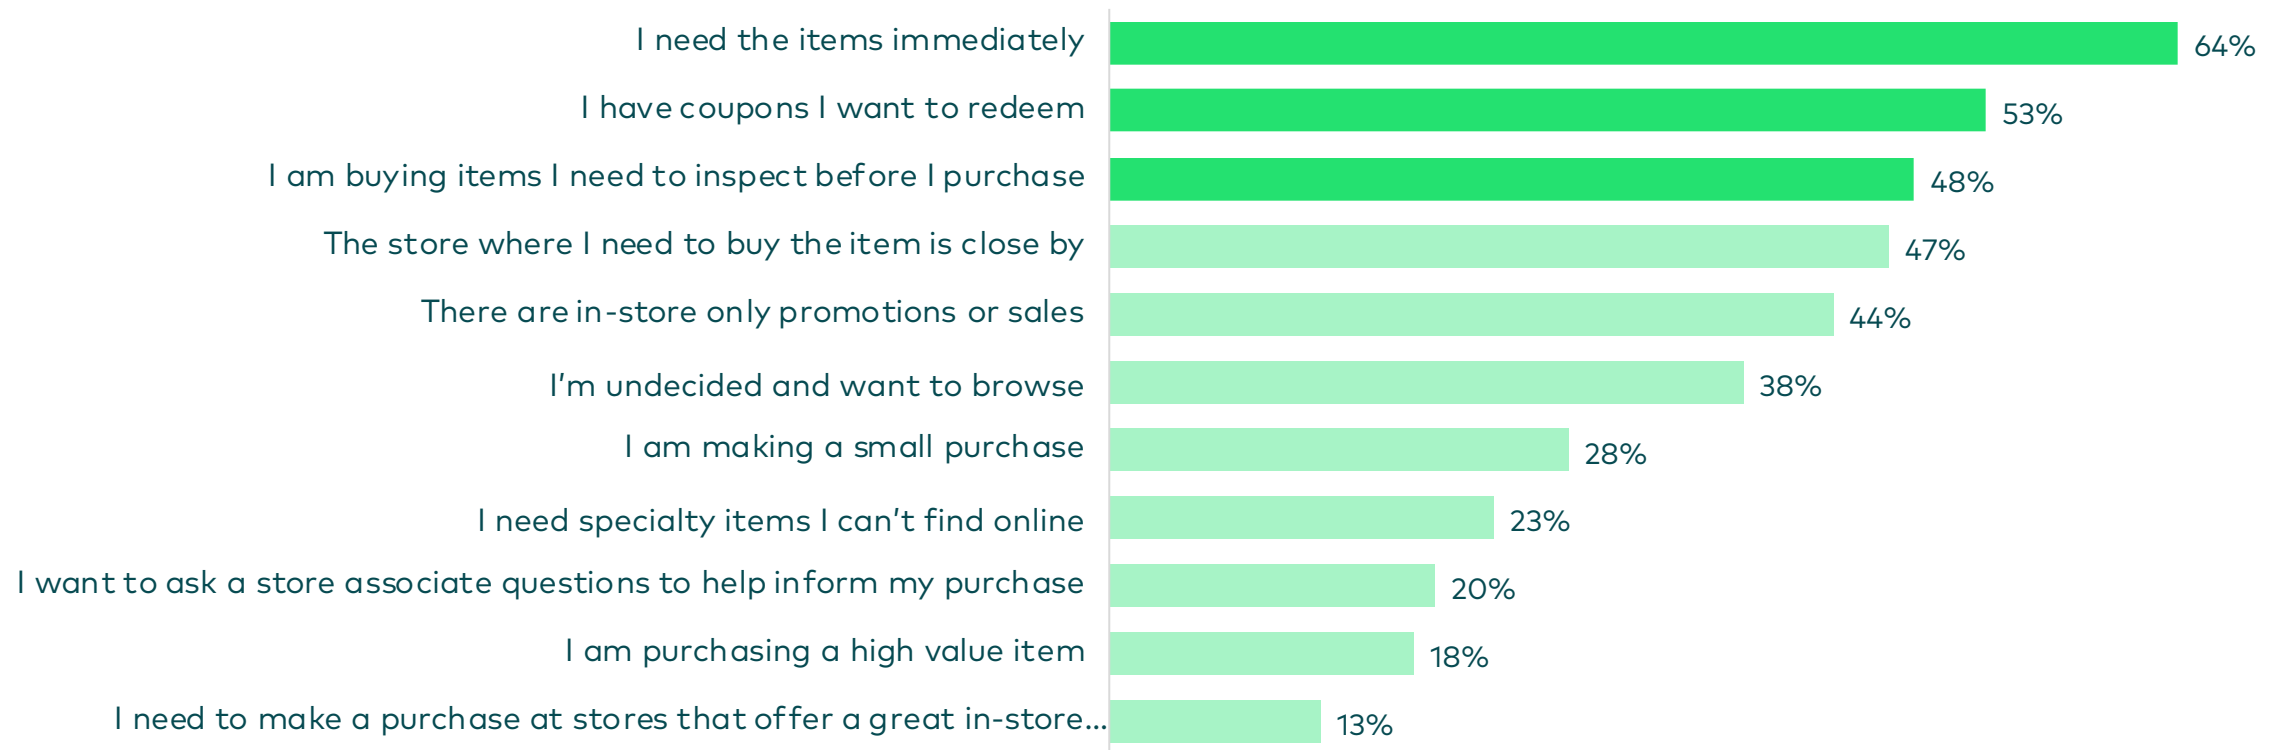 I need the items immediately 64%
I have coupons I want to redeem 53%
I am buying items I need to inspect before I purchase 48%
The store where I need to buy the item is close by 47%
There are in-store only promotions or sales 44%
I'm undecided and want to browse 38%
I am making a small purchase 28%
I need specialty items I can't find online 23%
I want to ask a store associate questions to help inform my purchase 20%
I am purchasing a high value item 18%
I need to make a purchase at stores that offer a great in-store... 13%